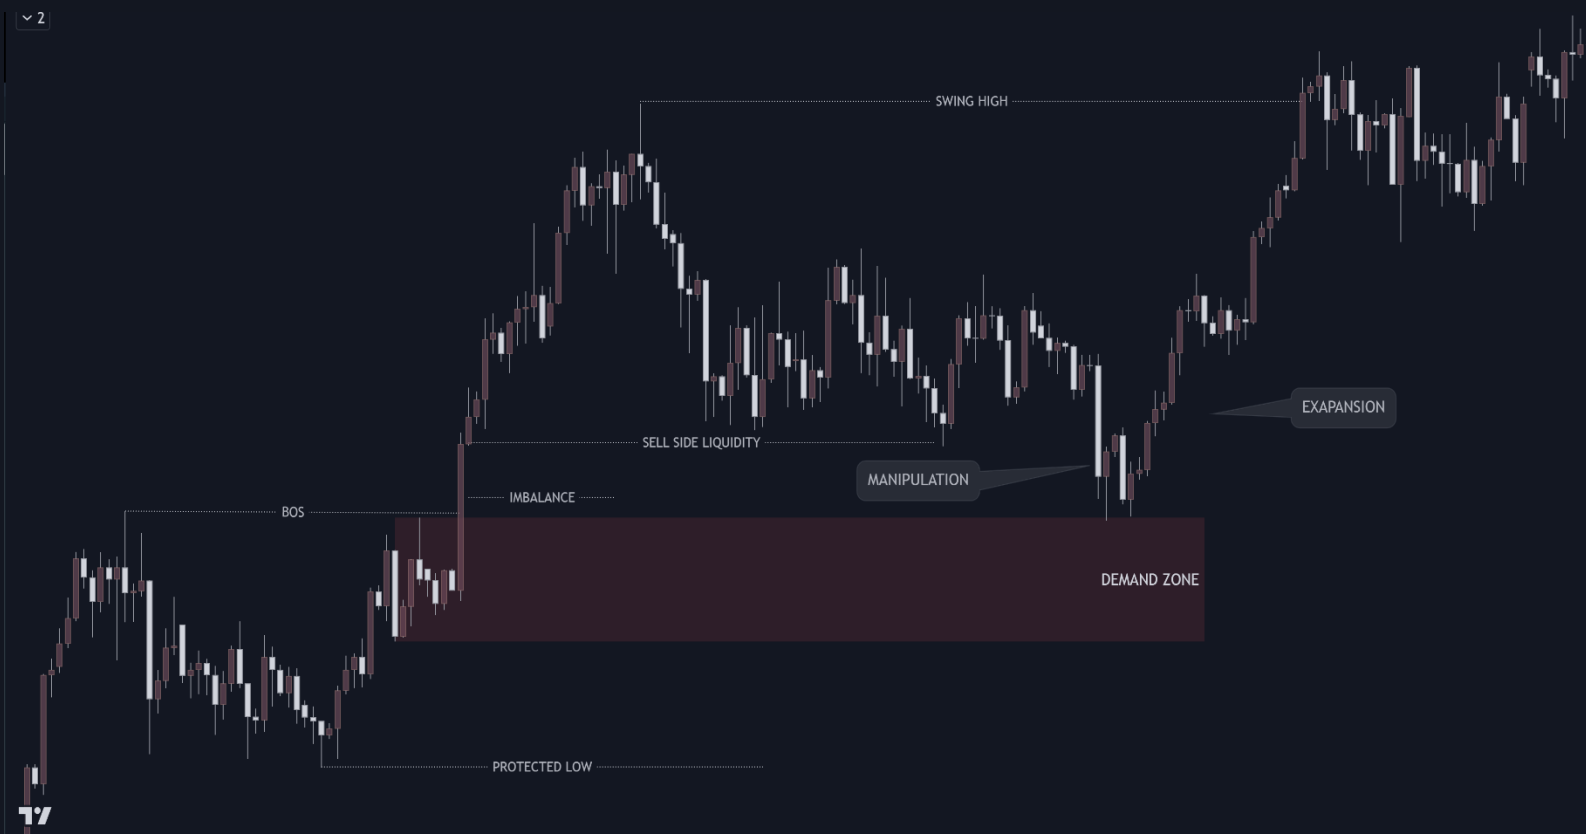 2
SWING HIGH
EXAPANSION
SELL SIDE LIQUIDITY
MANIPULATION
IMBALANCE
BOS
DEMAND ZONE
PROTECTED LOW